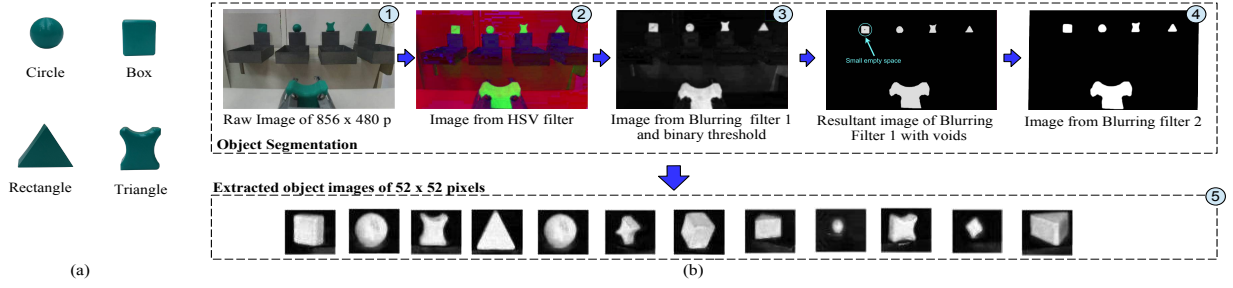 Circle
Box
Rectangle
Triangle
(a)
1
2
3
4
Small empty space
Raw Image of 856 x 480 p
Image from HSV filter
Image from Blurring filter 1
and binary threshold
Resultant image of Blurring
Filter 1 with voids
Image from Blurring filter 2
Object Segmentation
Extracted object images of 52 x 52 pixels
5
(b)